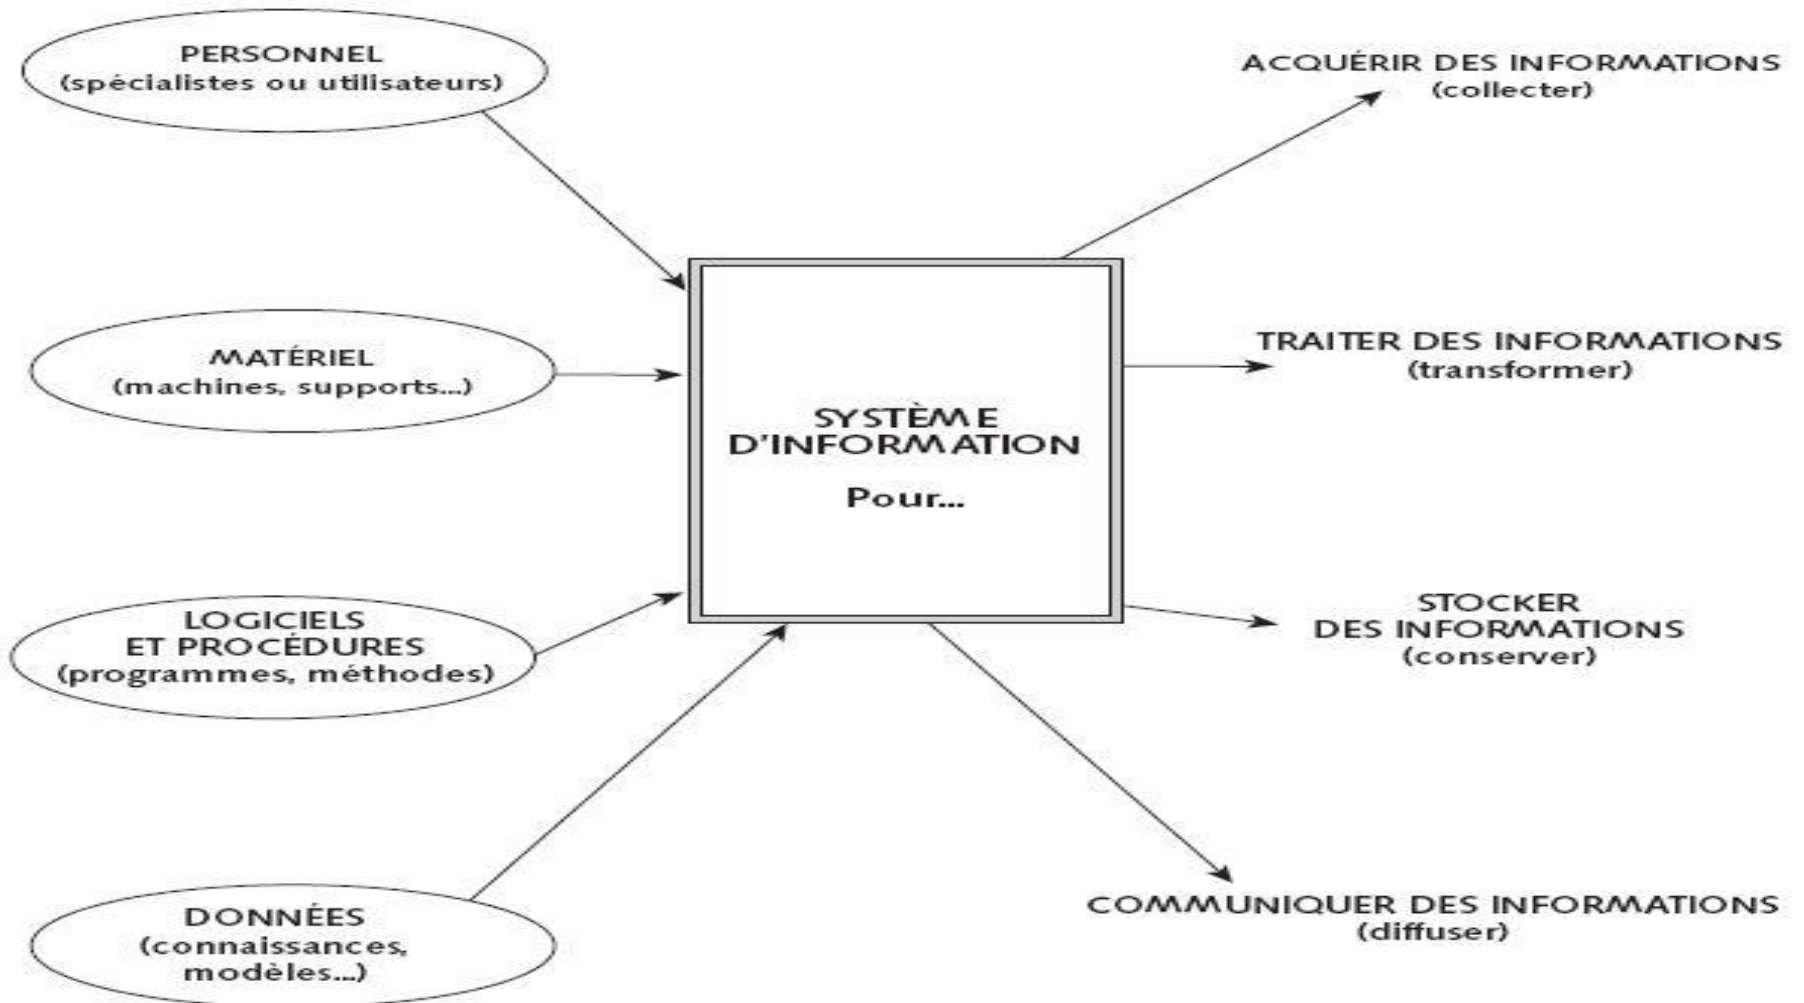 PERSONNEL
(spécialistes ou utilisateurs)
MATÉRIEL
(machines, supports...)
LOGICIELS
ET PROCÉDURES
(programmes, méthodes)
DONNÉES
(connaissances,
modèles...)
SYSTÈME
D'INFORMATION
Pour...
ACQUÉRIR DES INFORMATIONS
(collecter)
TRAITER DES INFORMATIONS
(transformer)
STOCKER
DES INFORMATIONS
(conserver)
COMMUNIQUER DES INFORMATIONS
(diffuser)